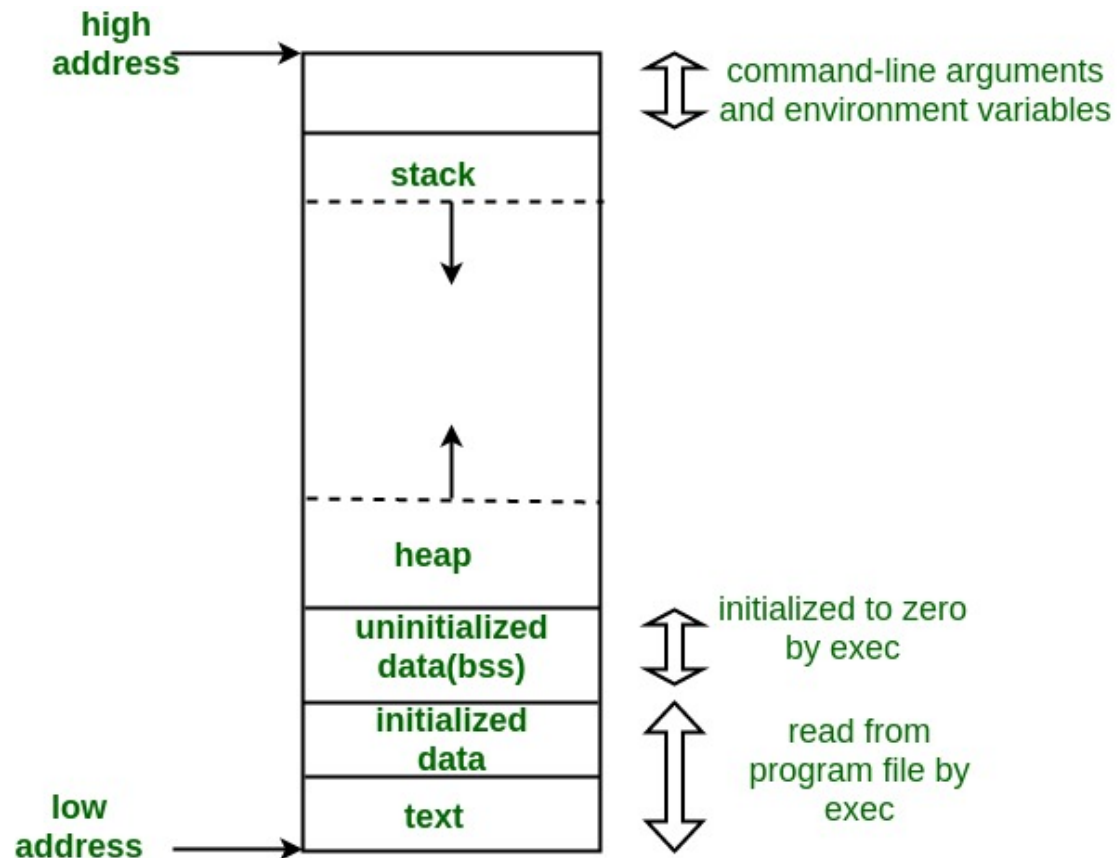 high
address
command-line arguments
and environment variables
stack
heap
uninitialized
data(bss)
initialized to zero
by exec
initialized
data
read from
program file by
exec
text
low
address